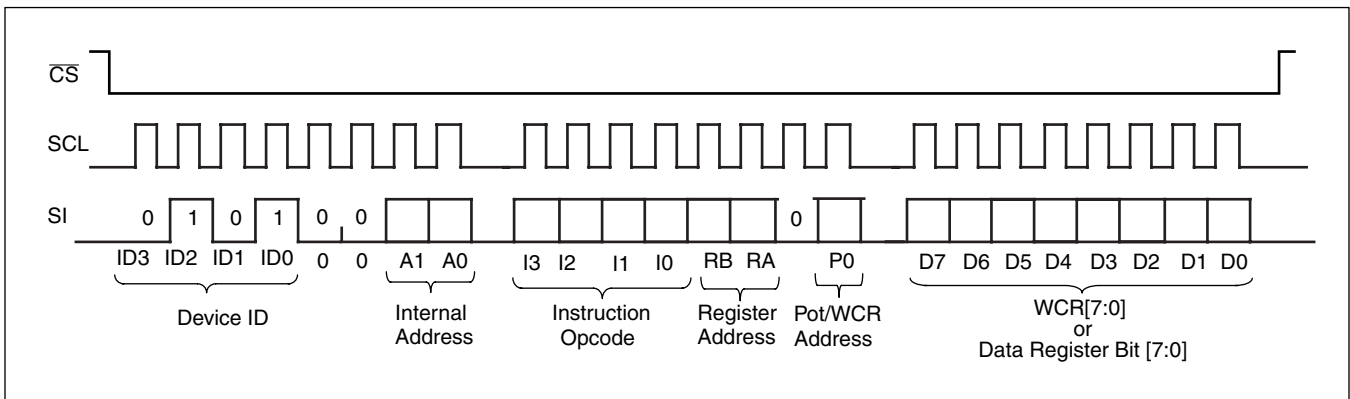 CS
SCL
SI
0 1 0 1 0 0 0
ID3 ID2 ID1 ID0 0 0 A1 A0 I3 I2 I1 I0 RB RA P0 D7 D6 D5 D4 D3 D2 D1 D0
Device ID
Internal
Address
Instruction
Opcode
Register
Address
Pot/WCR
Address
WCR[7:0]
or
Data Register Bit [7:0]